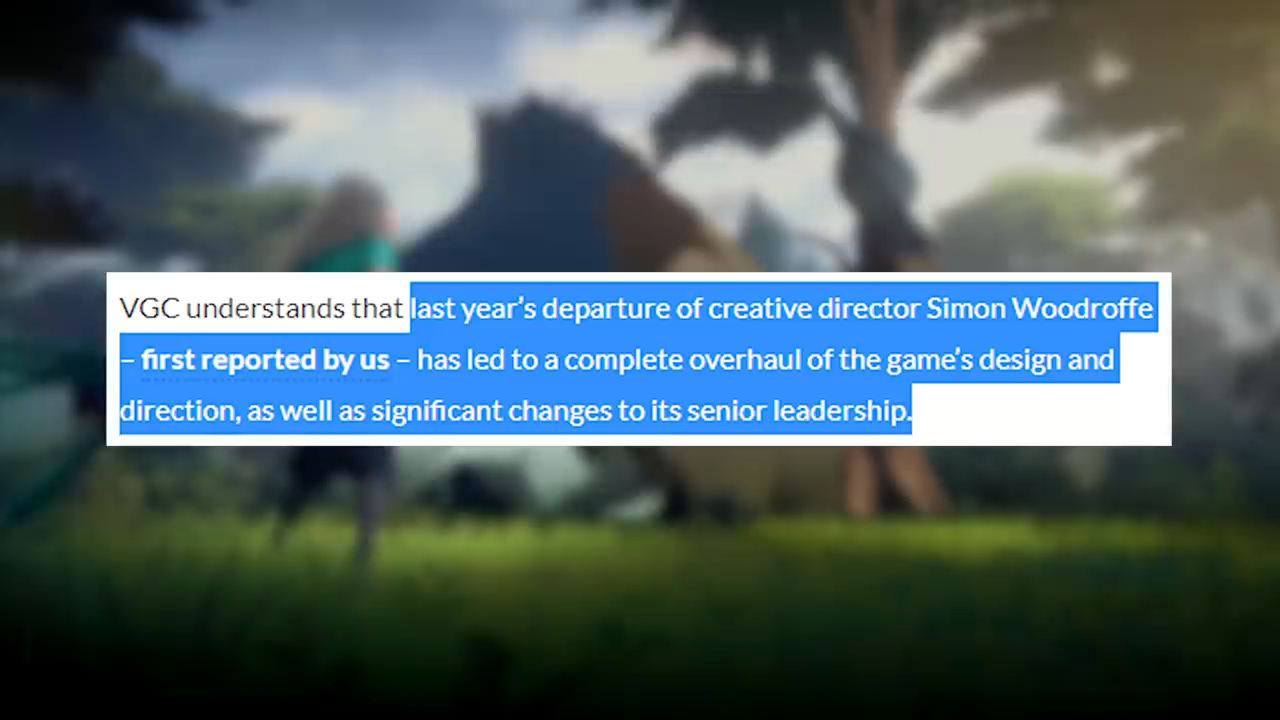 VGC understands that last year’s departure of creative director Simon Woodroffe
– first reported by us – has led to a complete overhaul of the game’s design and
direction, as well as significant changes to its senior leadership.